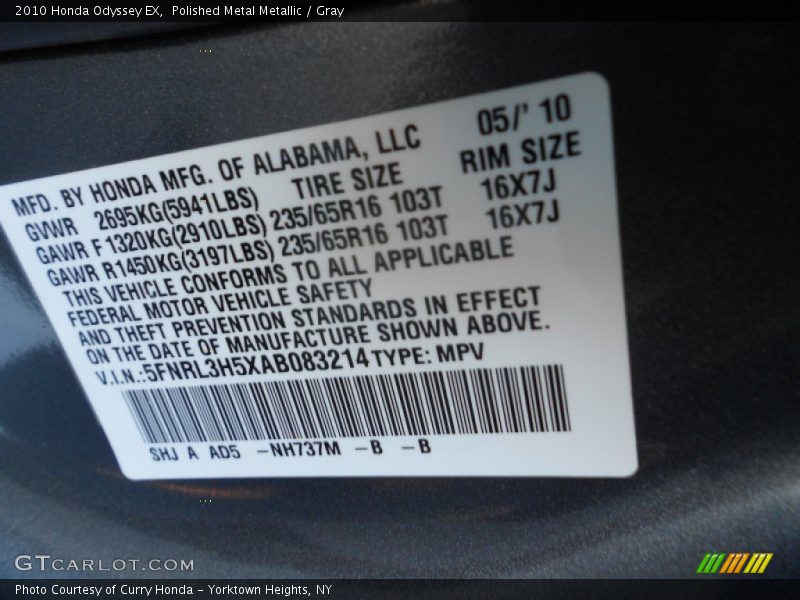 2010 Honda Odyssey EX,  Polished Metal Metallic / Gray
MFD. BY HONDA MFG. OF ALABAMA, LLC 05/' 10
GVWR 2695KG(5941LBS) TIRE SIZE RIM SIZE
GAWR F 1320KG(2910LBS) 235/65R16 103T 16X7J
GAWR R1450KG(3197LBS) 235/65R16 103T 16X7J
THIS VEHICLE CONFORMS TO ALL APPLICABLE
FEDERAL MOTOR VEHICLE SAFETY
AND THEFT PREVENTION STANDARDS IN EFFECT
ON THE DATE OF MANUFACTURE SHOWN ABOVE.
V.I.N.:5FNRL3H5XAB083214 TYPE: MPV
SHJ A AD5 -NH737M -B -B
GTCARLOT.COM
Photo Courtesy of Curry Honda - Yorktown Heights, NY